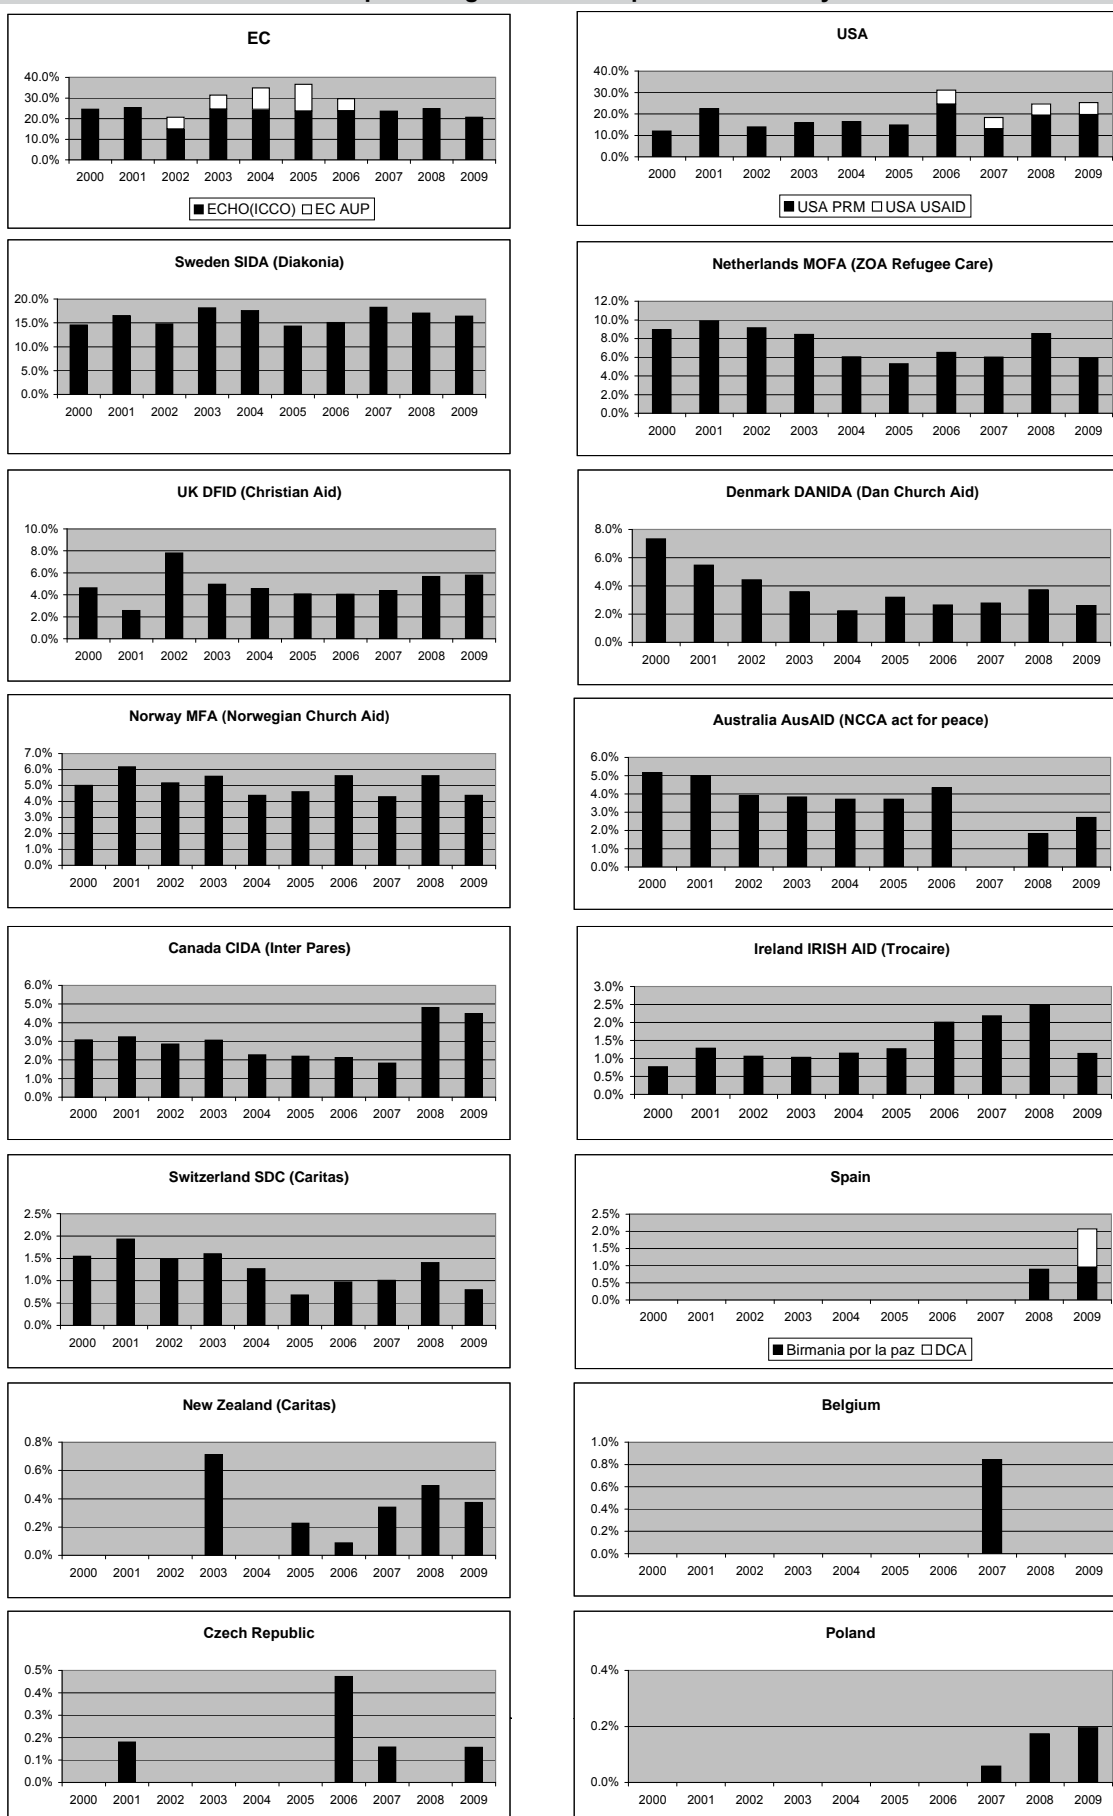 EC
40.0%
30.0%
20.0%
10.0%
0.0%
2000 2001 2002 2003 2004 2005 2006 2007 2008 2009
ECHO(ICCO) EC AUP
USA
40.0%
30.0%
20.0%
10.0%
0.0%
2000 2001 2002 2003 2004 2005 2006 2007 2008 2009
USA PRM USA USAID
Sweden SIDA (Diakonia)
20.0%
15.0%
10.0%
5.0%
0.0%
2000 2001 2002 2003 2004 2005 2006 2007 2008 2009
Netherlands MOFA (ZOA Refugee Care)
12.0%
10.0%
8.0%
6.0%
4.0%
2.0%
0.0%
2000 2001 2002 2003 2004 2005 2006 2007 2008 2009
UK DFID (Christian Aid)
10.0%
8.0%
6.0%
4.0%
2.0%
0.0%
2000 2001 2002 2003 2004 2005 2006 2007 2008 2009
Denmark DANIDA (Dan Church Aid)
8.0%
6.0%
4.0%
2.0%
0.0%
2000 2001 2002 2003 2004 2005 2006 2007 2008 2009
Norway MFA (Norwegian Church Aid)
7.0%
6.0%
5.0%
4.0%
3.0%
2.0%
1.0%
0.0%
2000 2001 2002 2003 2004 2005 2006 2007 2008 2009
Australia AusAID (NCCA act for peace)
6.0%
5.0%
4.0%
3.0%
2.0%
1.0%
0.0%
2000 2001 2002 2003 2004 2005 2006 2007 2008 2009
Canada CIDA (Inter Pares)
6.0%
5.0%
4.0%
3.0%
2.0%
1.0%
0.0%
2000 2001 2002 2003 2004 2005 2006 2007 2008 2009
Ireland IRISH AID (Trocaire)
3.0%
2.5%
2.0%
1.5%
1.0%
0.5%
0.0%
2000 2001 2002 2003 2004 2005 2006 2007 2008 2009
Switzerland SDC (Caritas)
2.5%
2.0%
1.5%
1.0%
0.5%
0.0%
2000 2001 2002 2003 2004 2005 2006 2007 2008 2009
Spain
2.5%
2.0%
1.5%
1.0%
0.5%
0.0%
2000 2001 2002 2003 2004 2005 2006 2007 2008 2009
Birmania por la paz DCA
New Zealand (Caritas)
0.8%
0.6%
0.4%
0.2%
0.0%
2000 2001 2002 2003 2004 2005 2006 2007 2008 2009
Belgium
1.0%
0.8%
0.6%
0.4%
0.2%
0.0%
2000 2001 2002 2003 2004 2005 2006 2007 2008 2009
Czech Republic
0.5%
0.4%
0.3%
0.2%
0.1%
0.0%
2000 2001 2002 2003 2004 2005 2006 2007 2008 2009
Poland
0.4%
0.2%
0.0%
2000 2001 2002 2003 2004 2005 2006 2007 2008 2009